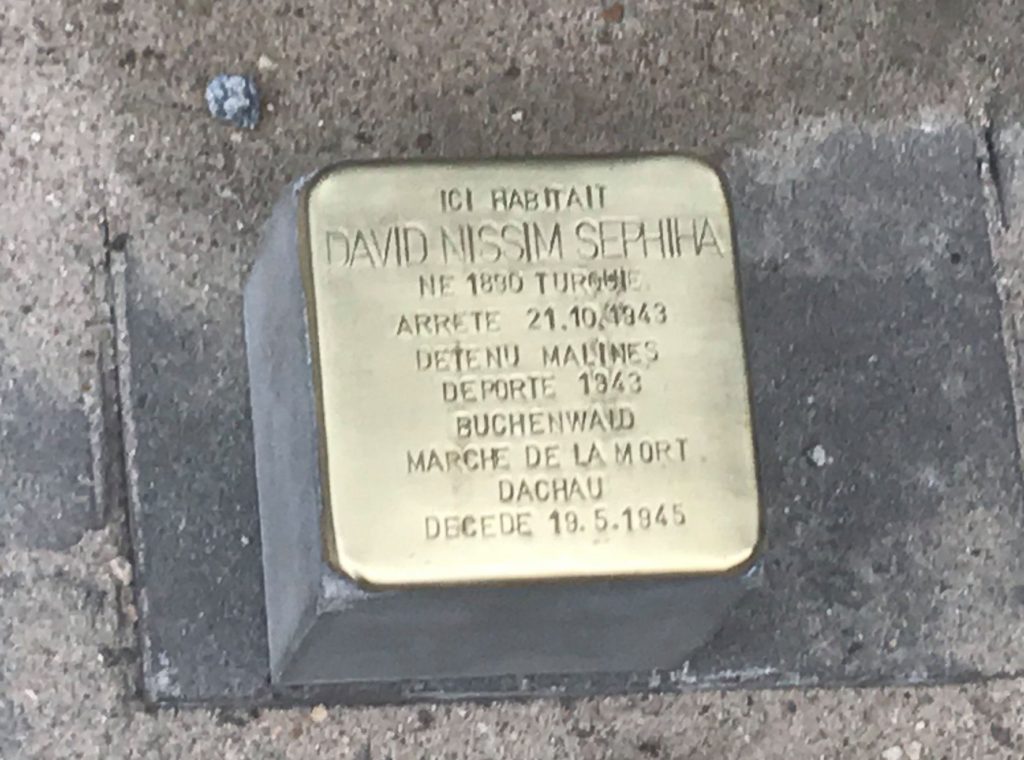 ICI HABITAIT
DAVID NISSIM SEPHIHA
NE 1890 TURQUIE
ARRETE 21.10.1943
DETENU MALINES
DEPORTE 1943
BUCHENWALD
MARCHE DE LA MORT
DACHAU
DECEDE 19.5.1945